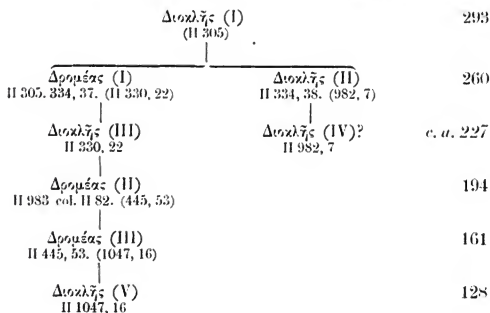 Διοκλῆς (I) 293
(II 305)
Δρομέας (I) Διοκλῆς (II) 260
II 305. 334, 37. (II 330, 22) II 334, 38. (982, 7)
Διοκλῆς (III) Διοκλῆς (IV)? c. a. 227
II 330, 22 II 982, 7
Δρομέας (II) 194
II 983 col. II 82. (445, 53)
Δρομέας (III) 161
II 445, 53. (1047, 16)
Διοκλῆς (V) 128
II 1047, 16